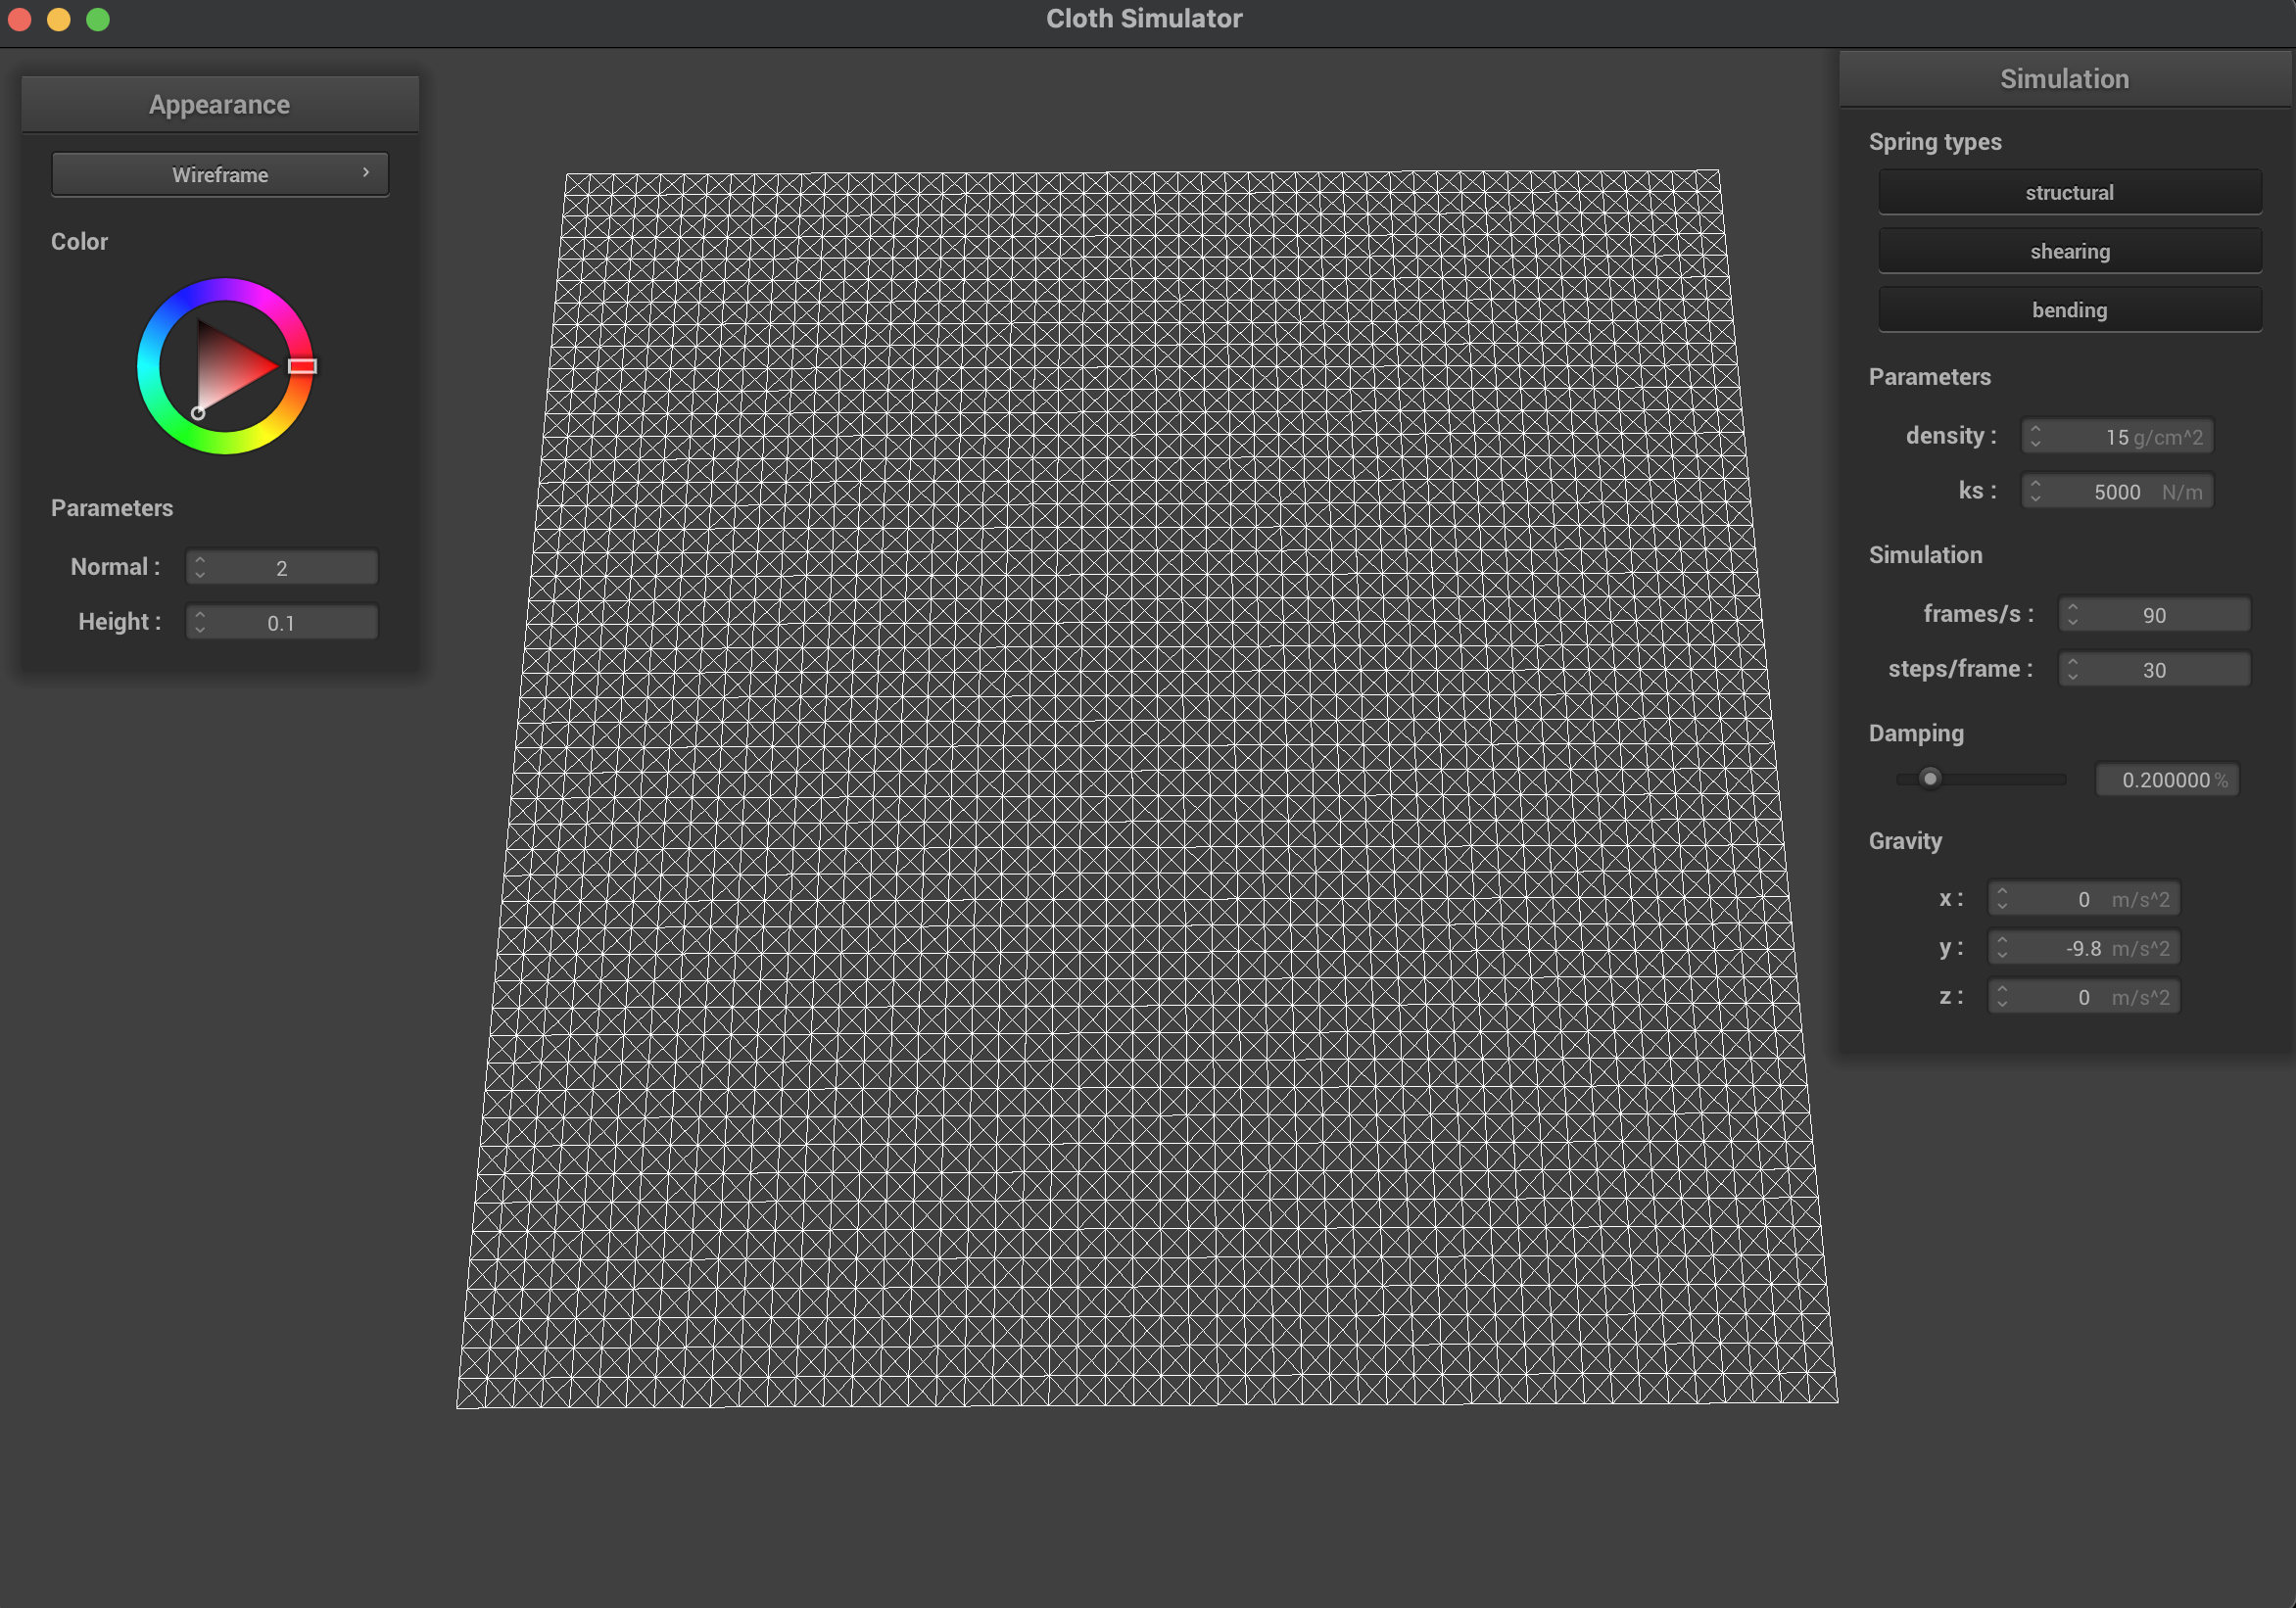 Cloth Simulator
Appearance
Wireframe
Color
Parameters
Normal : 2
Height : 0.1
Simulation
Spring types
structural
shearing
bending
Parameters
density : 15 g/cm^2
ks : 5000 N/m
Simulation
frames/s : 90
steps/frame : 30
Damping
0.200000 %
Gravity
x : 0 m/s^2
y : -9.8 m/s^2
z : 0 m/s^2